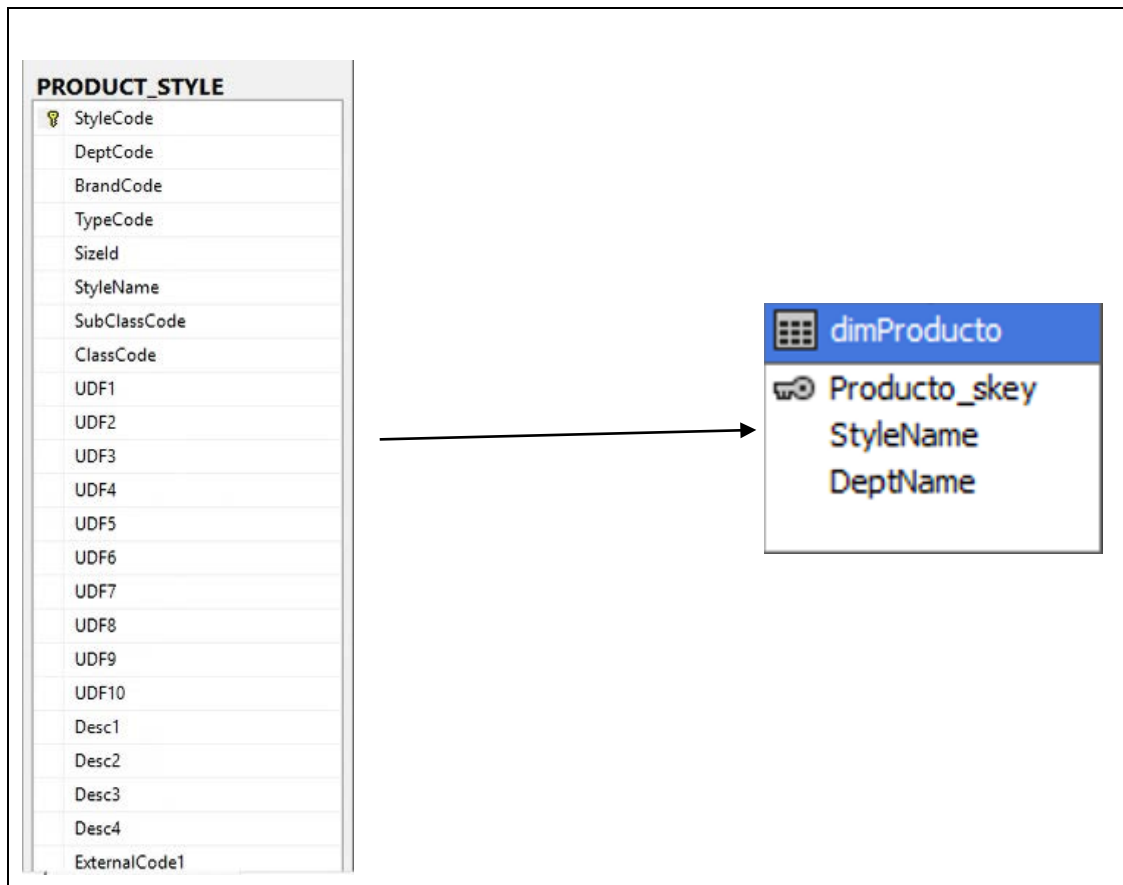 PRODUCT_STYLE
StyleCode
DeptCode
BrandCode
TypeCode
SizeId
StyleName
SubClassCode
ClassCode
UDF1
UDF2
UDF3
UDF4
UDF5
UDF6
UDF7
UDF8
UDF9
UDF10
Desc1
Desc2
Desc3
Desc4
ExternalCode1
dimProducto
Producto_skey
StyleName
DeptName